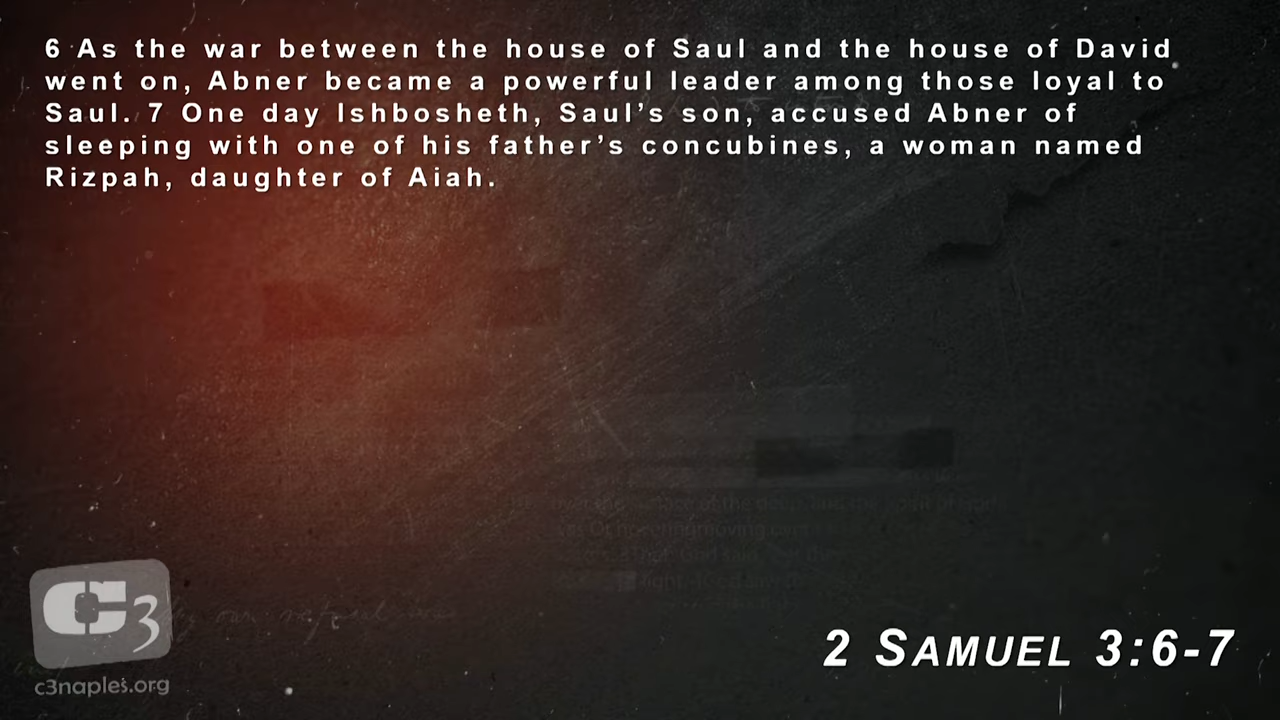 6 As the war between the house of Saul and the house of David
went on, Abner became a powerful leader among those loyal to
Saul. 7 One day Ishbosheth, Saul’s son, accused Abner of
sleeping with one of his father’s concubines, a woman named
Rizpah, daughter of Aiah.
C3
c3naples.org
2 SAMUEL 3:6-7